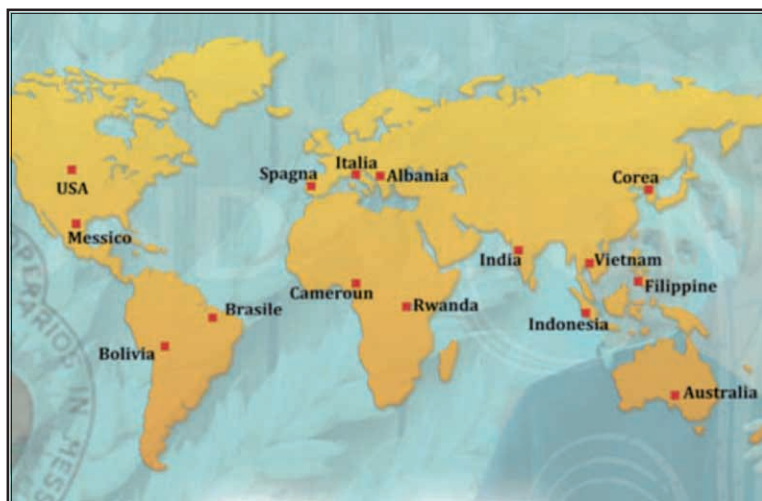 Italia
Spagna
Albania
Corea
USA
Messico
India
Vietnam
Cameroun
Filippine
Rwanda
Brasile
Indonesia
Bolivia
Australia